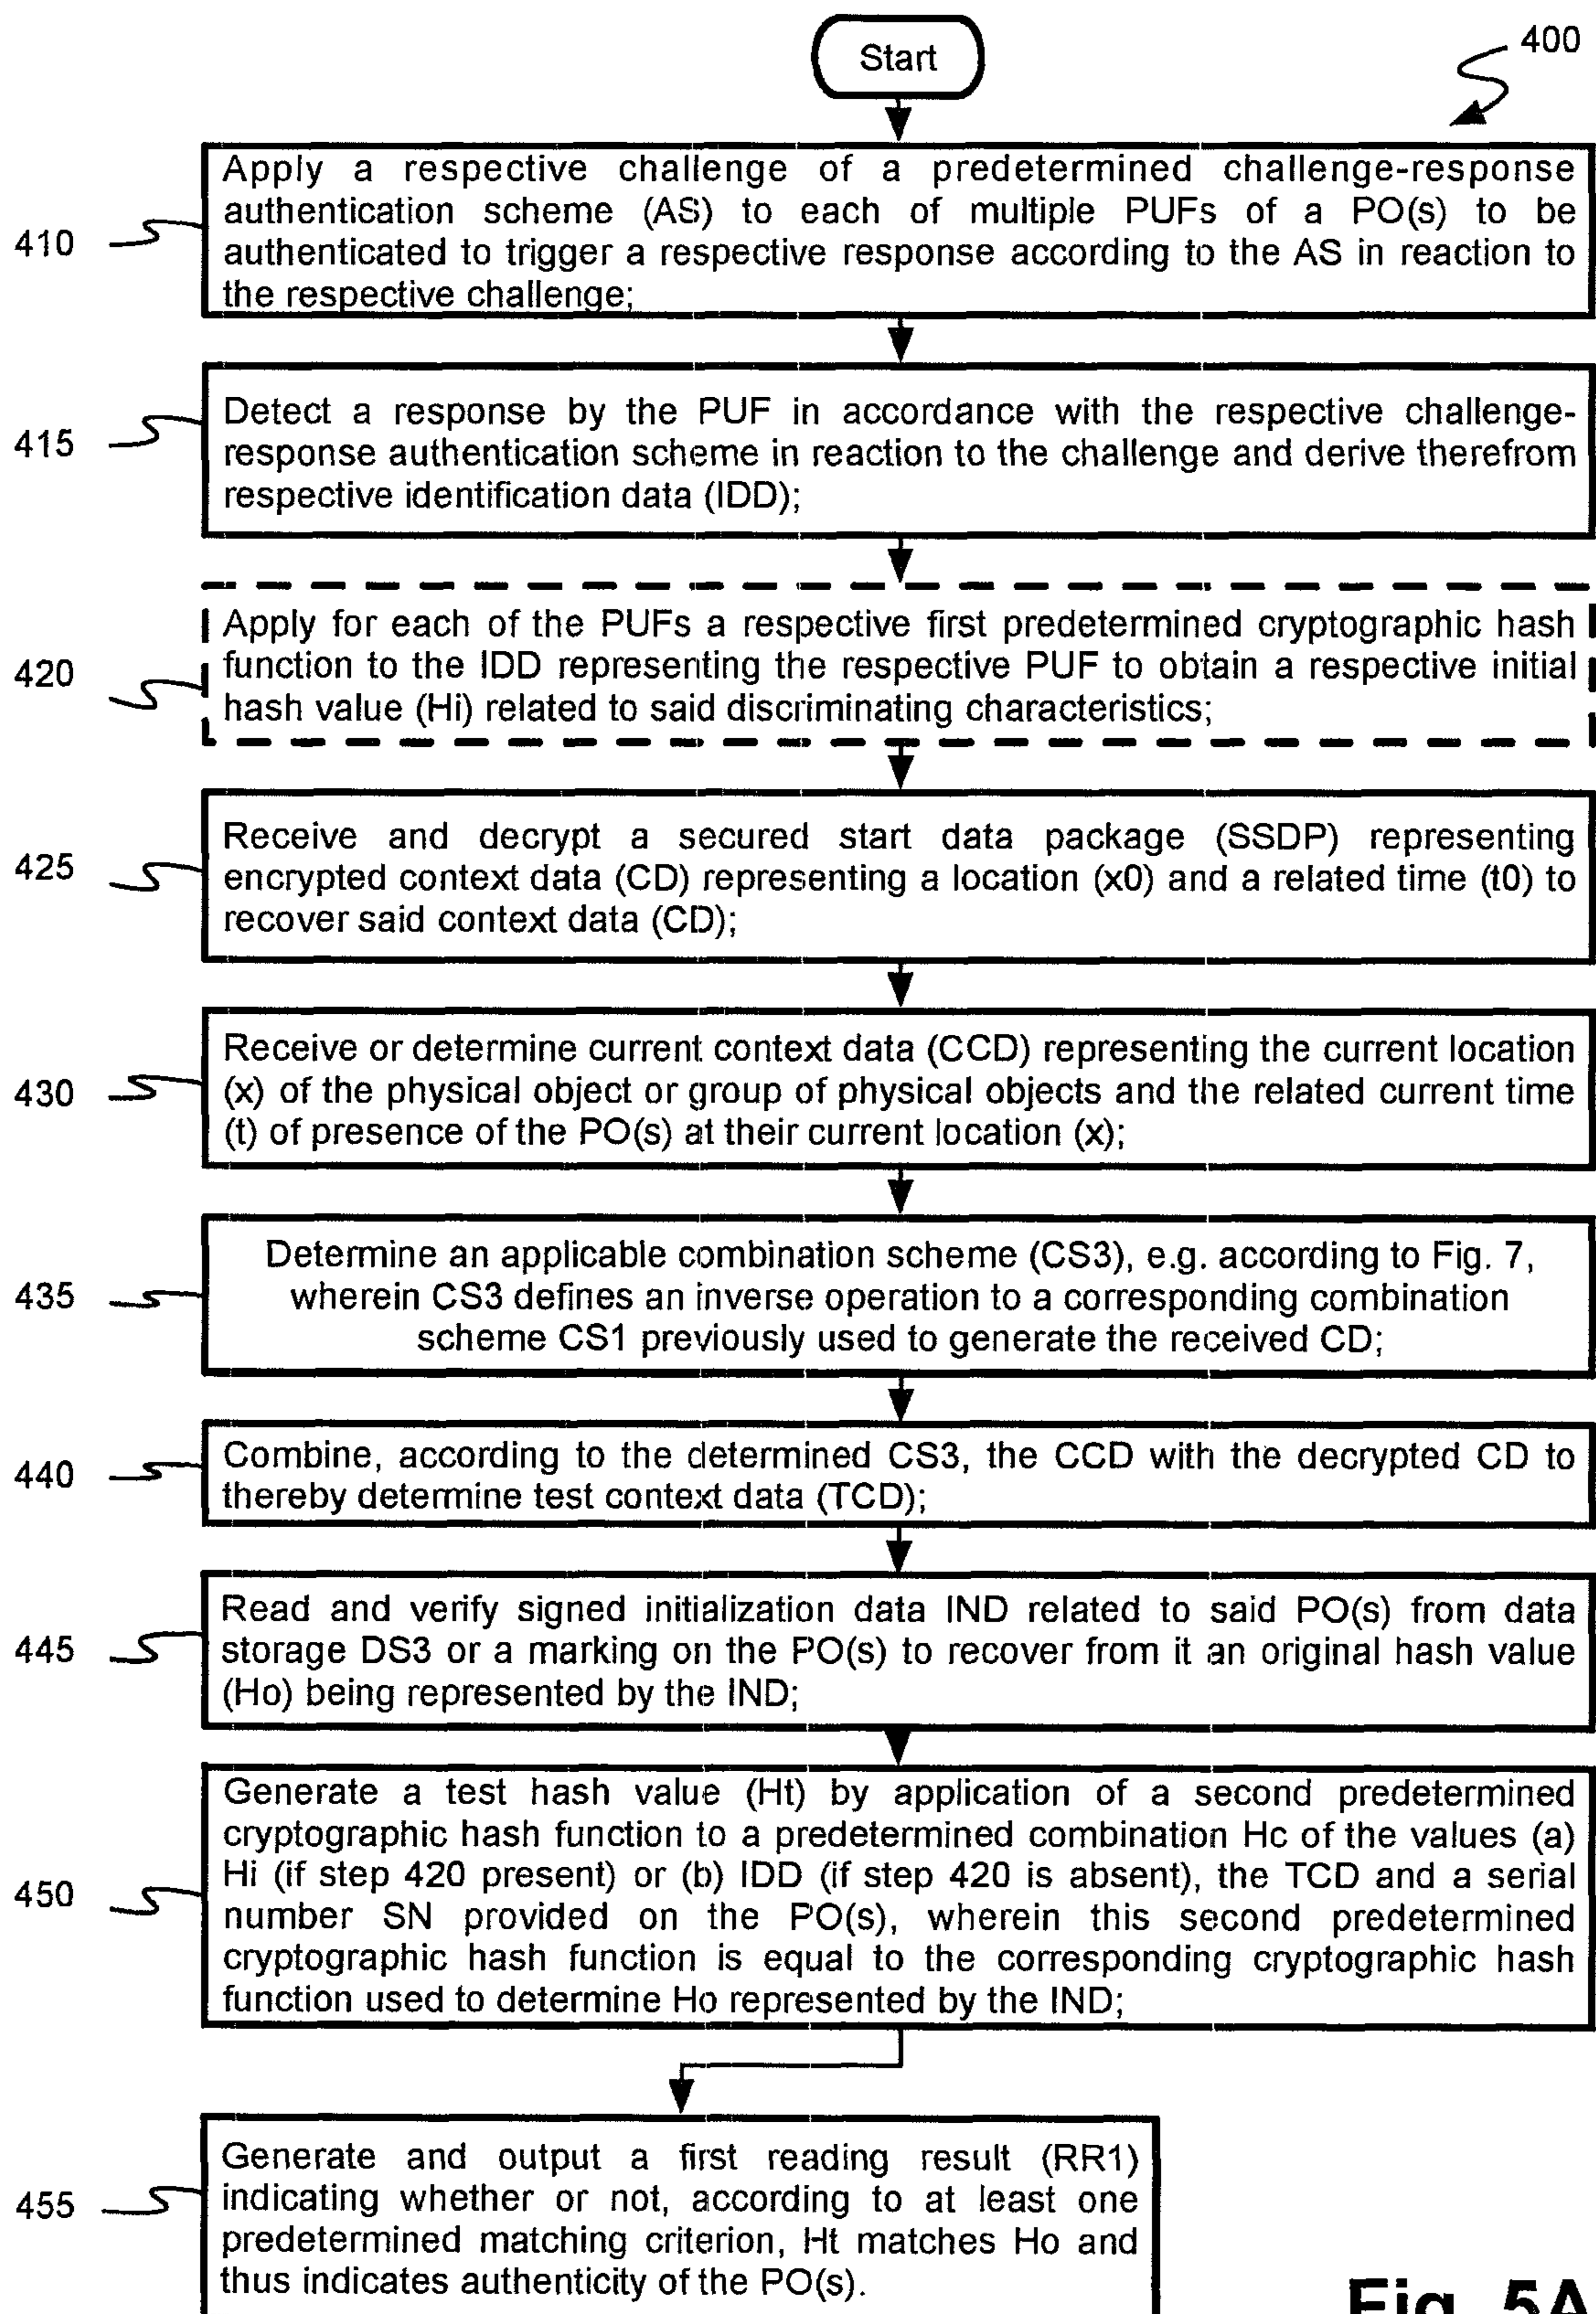 Start
400
Apply a respective challenge of a predetermined challenge-response
authentication scheme (AS) to each of multiple PUFs of a PO(s) to be
authenticated to trigger a respective response according to the AS in reaction to
the respective challenge;
410
Detect a response by the PUF in accordance with the respective challenge-
response authentication scheme in reaction to the challenge and derive therefrom
respective identification data (IDD);
415
Apply for each of the PUFs a respective first predetermined cryptographic hash
function to the IDD representing the respective PUF to obtain a respective initial
hash value (Hi) related to said discriminating characteristics;
420
Receive and decrypt a secured start data package (SSDP) representing
encrypted context data (CD) representing a location (x0) and a related time (t0) to
recover said context data (CD);
425
Receive or determine current context data (CCD) representing the current location
(x) of the physical object or group of physical objects and the related current time
(t) of presence of the PO(s) at their current location (x);
430
Determine an applicable combination scheme (CS3), e.g. according to Fig. 7,
wherein CS3 defines an inverse operation to a corresponding combination
scheme CS1 previously used to generate the received CD;
435
Combine, according to the determined CS3, the CCD with the decrypted CD to
thereby determine test context data (TCD);
440
Read and verify signed initialization data IND related to said PO(s) from data
storage DS3 or a marking on the PO(s) to recover from it an original hash value
(Ho) being represented by the IND;
445
Generate a test hash value (Ht) by application of a second predetermined
cryptographic hash function to a predetermined combination Hc of the values (a)
Hi (if step 420 present) or (b) IDD (if step 420 is absent), the TCD and a serial
number SN provided on the PO(s), wherein this second predetermined
cryptographic hash function is equal to the corresponding cryptographic hash
function used to determine Ho represented by the IND;
450
Generate and output a first reading result (RR1)
indicating whether or not, according to at least one
predetermined matching criterion, Ht matches Ho and
thus indicates authenticity of the PO(s).
455
Fig. 5A